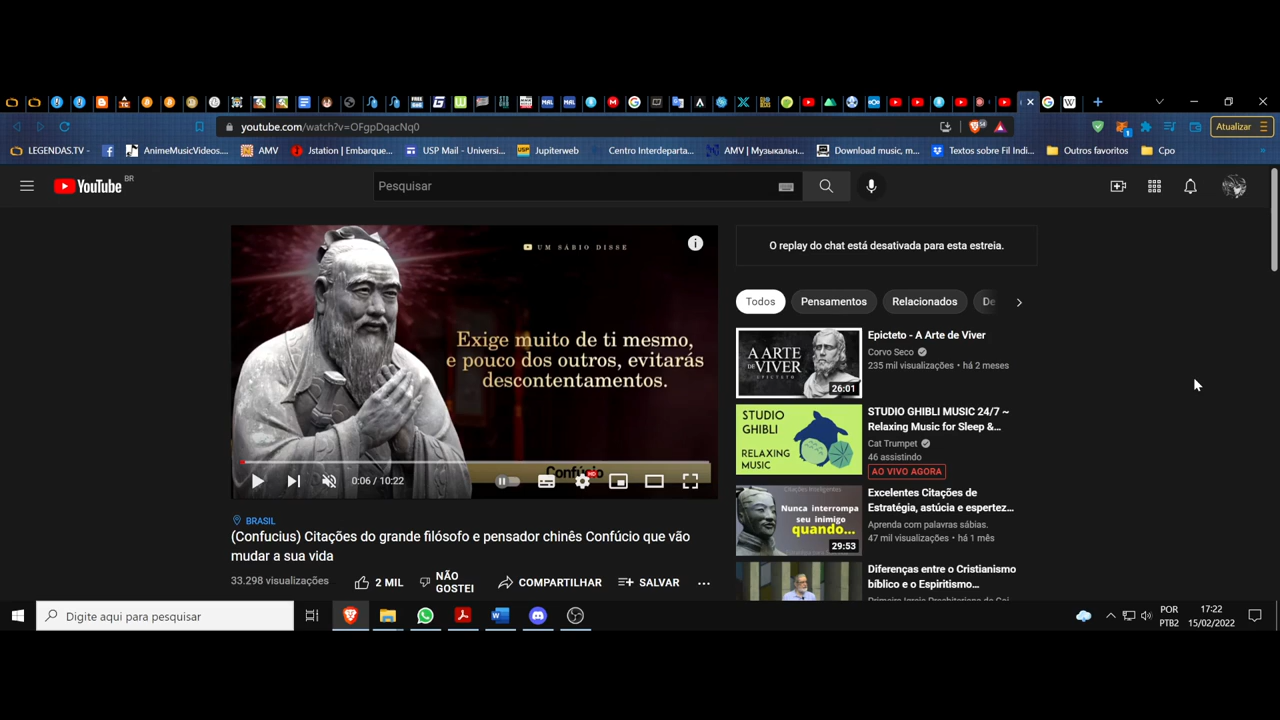 youtube.com/watch?v=OFgpDqacNq0
Atualizar
LEGENDAS.TV -
AnimeMusicVideos...
AMV
Jstation | Embarque...
USP Mail - Universi...
Jupiterweb
Centro Interdeparta...
AMV | Музыкальн...
Download music, m...
Textos sobre Fil Indi...
Outros favoritos
Cpo
YouTube
BR
Pesquisar
UM SÁBIO DISSE
Exige muito de ti mesmo,
e pouco dos outros, evitarás
descontentamentos.
Confúcio
0:06 / 10:22
HD
BRASIL
(Confucius) Citações do grande filósofo e pensador chinês Confúcio que vão
mudar a sua vida
33.298 visualizações
2 MIL
NÃO
GOSTEI
COMPARTILHAR
SALVAR
O replay do chat está desativada para esta estreia.
Todos
Pensamentos
Relacionados
De
A ARTE
DE VIVER
EPICTETO
26:01
Epicteto - A Arte de Viver
Corvo Seco
235 mil visualizações • há 2 meses
STUDIO
GHIBLI
RELAXING
MUSIC
STUDIO GHIBLI MUSIC 24/7 ~
Relaxing Music for Sleep &...
Cat Trumpet
46 assistindo
AO VIVO AGORA
Citações Inteligentes
Nunca interrompa
seu inimigo
quando...
29:53
Excelentes Citações de
Estratégia, astúcia e espertez...
Aprenda com palavras sábias.
47 mil visualizações • há 1 mês
Diferenças entre o Cristianismo
bíblico e o Espiritismo...
Digite aqui para pesquisar
POR
PTB2
17:22
15/02/2022